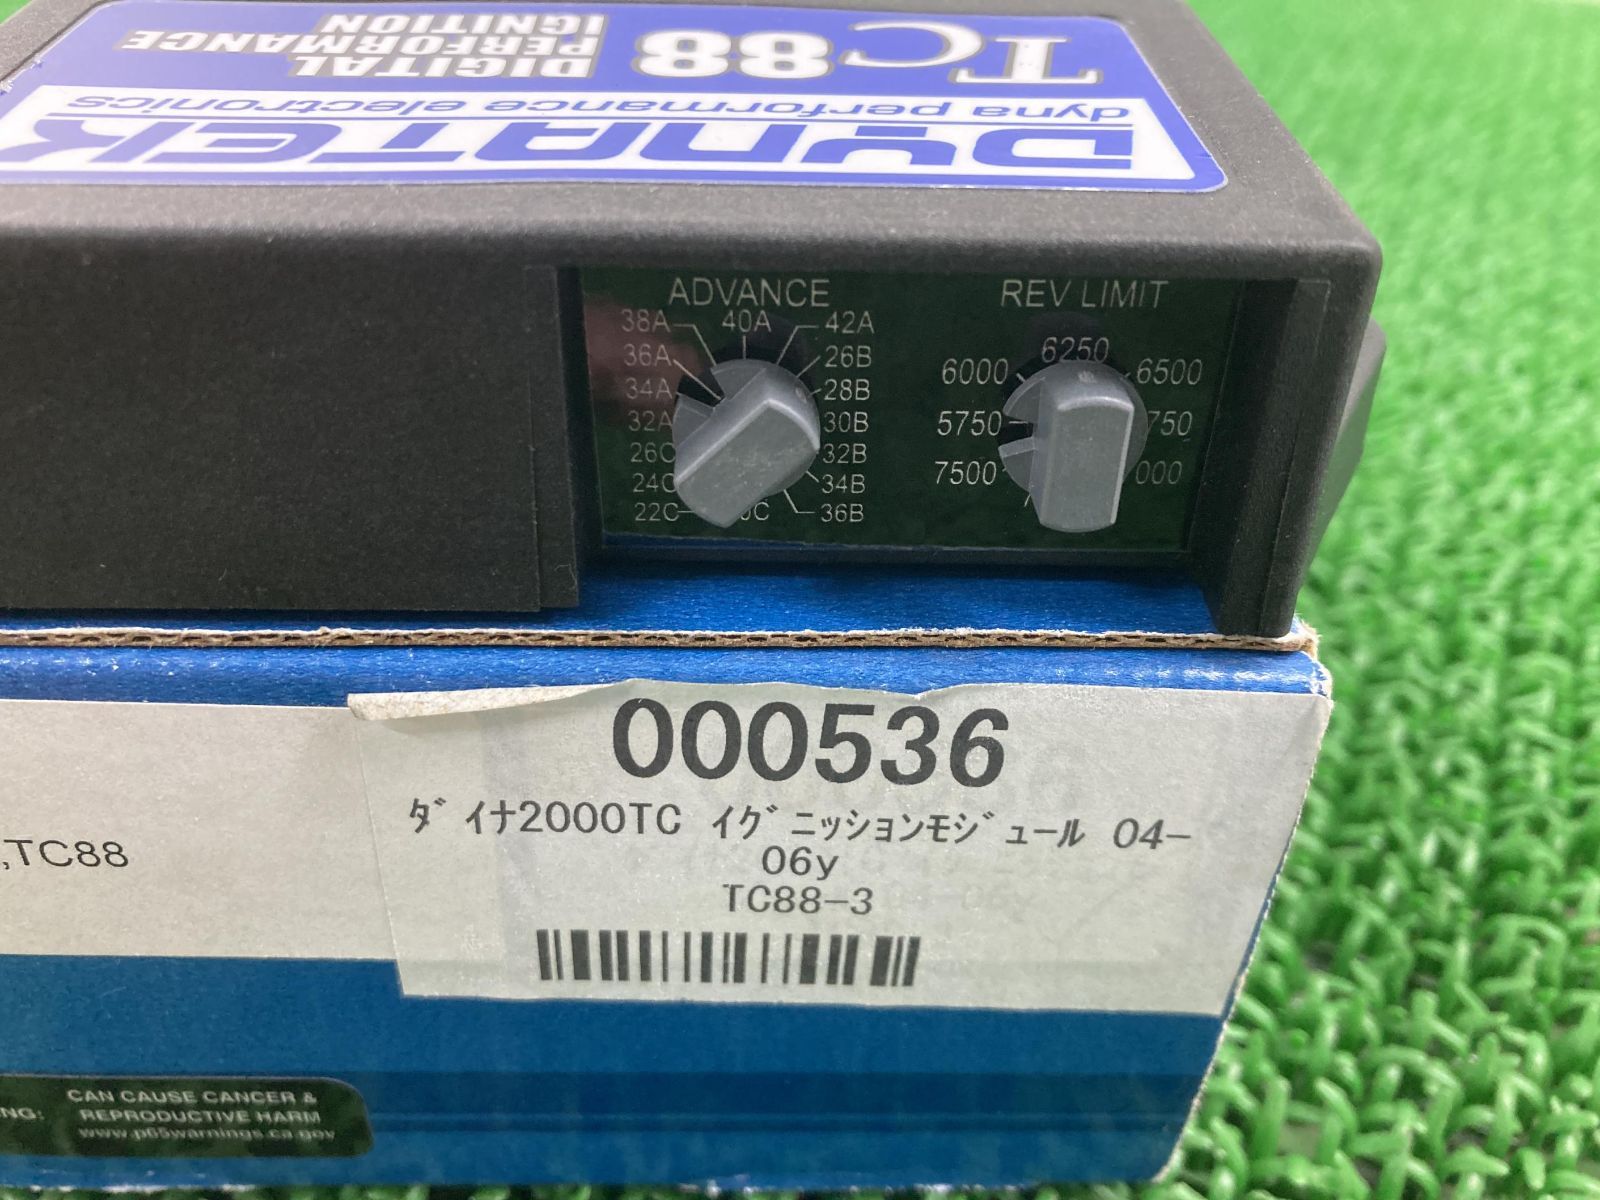 TC88
DIGITAL
PERFORMANCE
IGNITION
dyna performance electronics
DYNATEK
ADVANCE
38A 40A 42A
36A 26B
34A 28B
32A 30B
26C 32B
24C 34B
22C 36B
REV LIMIT
6000 6250 6500
5750 750
7500 000
000536
ﾀﾞｲﾅ2000TC ｲｸﾞﾆｯｼｮﾝﾓｼﾞｭｰﾙ 04-
06y
TC88-3
,TC88
NG:
CAN CAUSE CANCER &
REPRODUCTIVE HARM
www.p65warnings.ca.gov